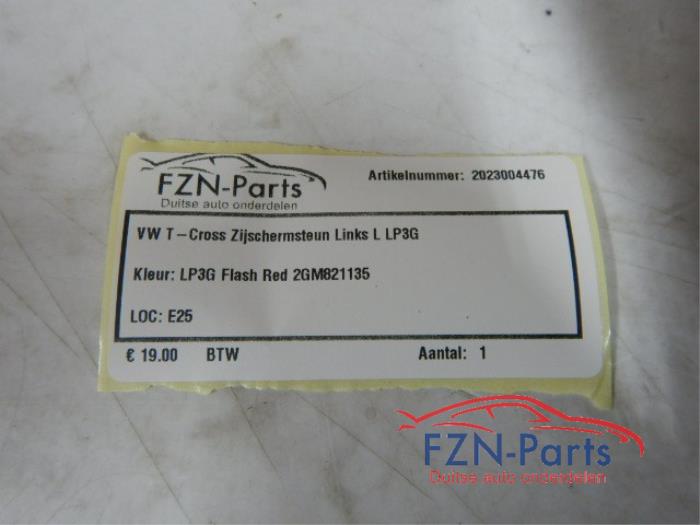 FZN-Parts
Duitse auto onderdelen
Artikelnummer: 2023004476
VW T-Cross Zijschermsteun Links L LP3G
Kleur: LP3G Flash Red 2GM821135
LOC: E25
€ 19.00 BTW Aantal: 1
FZN-Parts
Duitse auto onderdelen